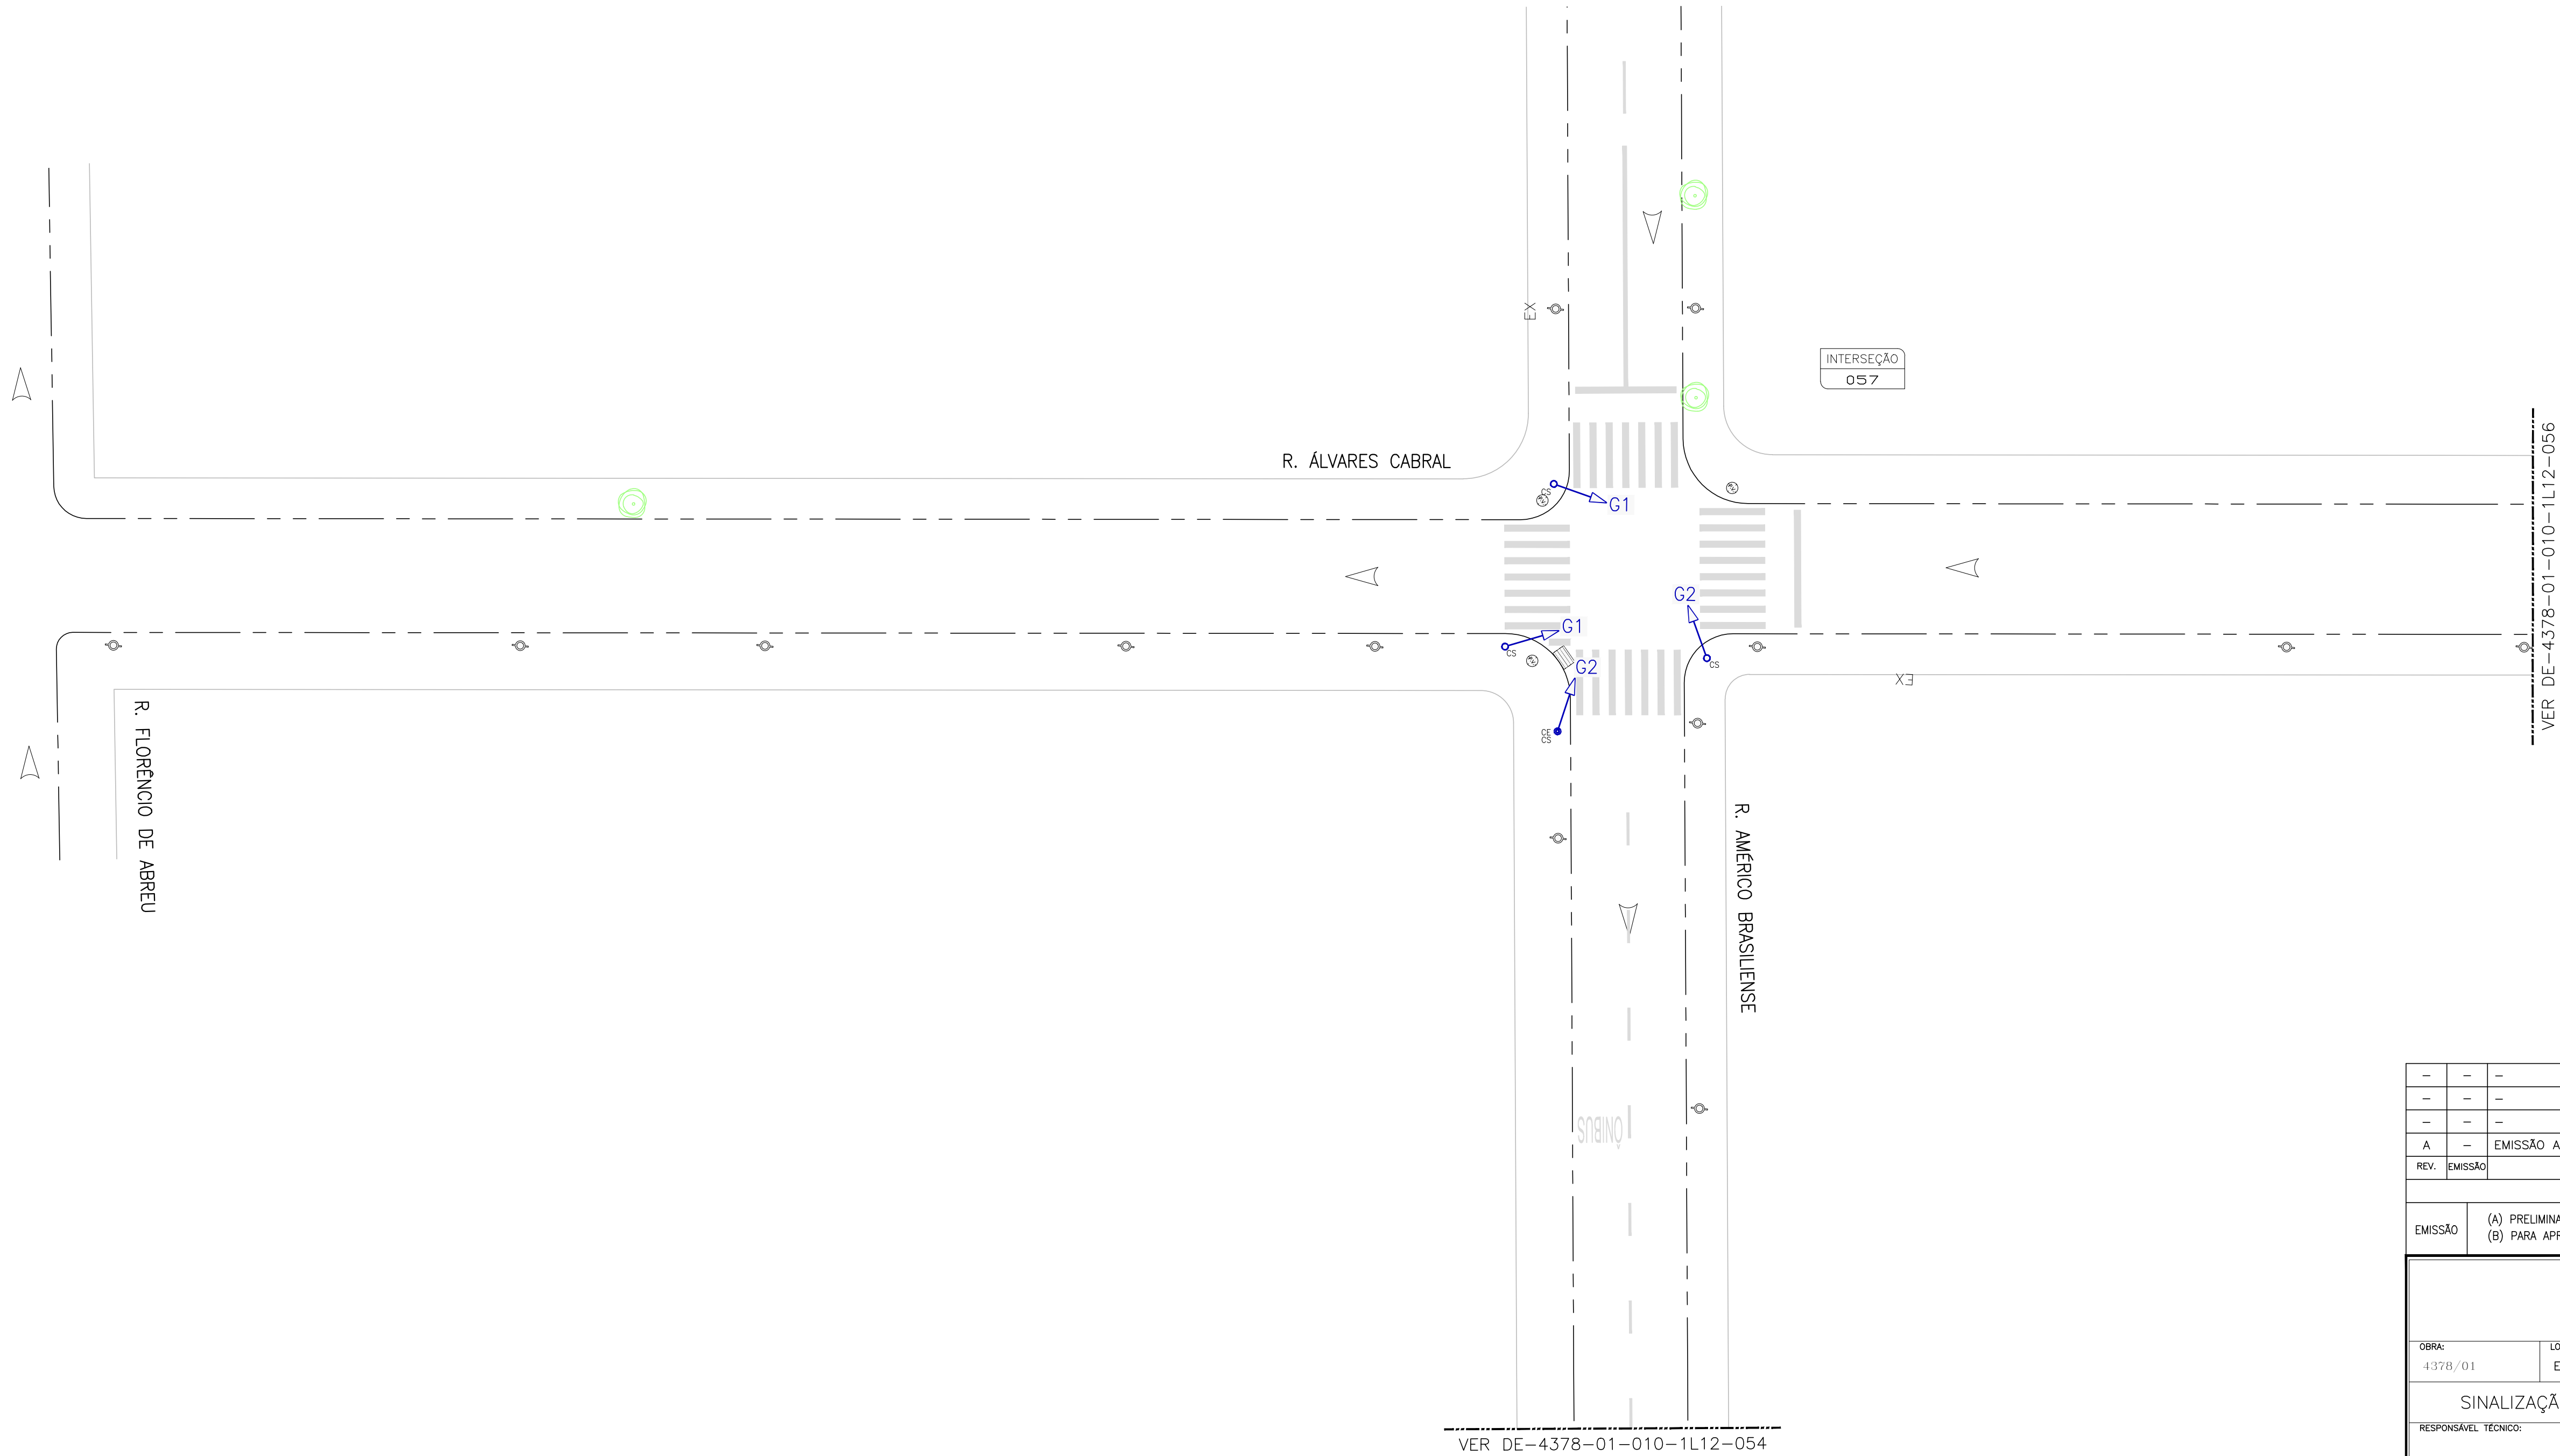 EX
INTERSEÇÃO
057
R. ÁLVARES CABRAL
VER DE-4378-01-010-1L12-056
CS
G1
G2
G1
CS
CS
G2
EX
CE
CS
R. FLORÊNCIO DE ABREU
R. AMÉRICO BRASILIENSE
ÔNIBUS
VER DE-4378-01-010-1L12-054
- - -
- - -
- - -
A - EMISSÃO A
REV. EMISSÃO
EMISSÃO
(A) PRELIMINA
(B) PARA APR
OBRA:
4378/01
LO
E
SINALIZAÇÃ
RESPONSÁVEL TÉCNICO: